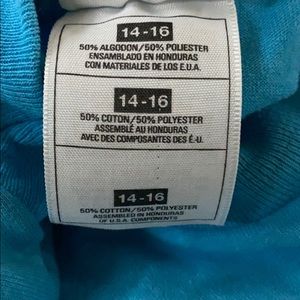 14-16
50% ALGODON/50% POLIESTER
ENSAMBLADO EN HONDURAS
CON MATERIALES DE LOS E.U.A.
14-16
50% COTON/50% POLYESTER
ASSEMBLÉ AU HONDURAS
AVEC DES COMPOSANTES DES É.-U.
14-16
50% COTTON/50% POLYESTER
ASSEMBLED IN HONDURAS
OF U.S.A. COMPONENTS